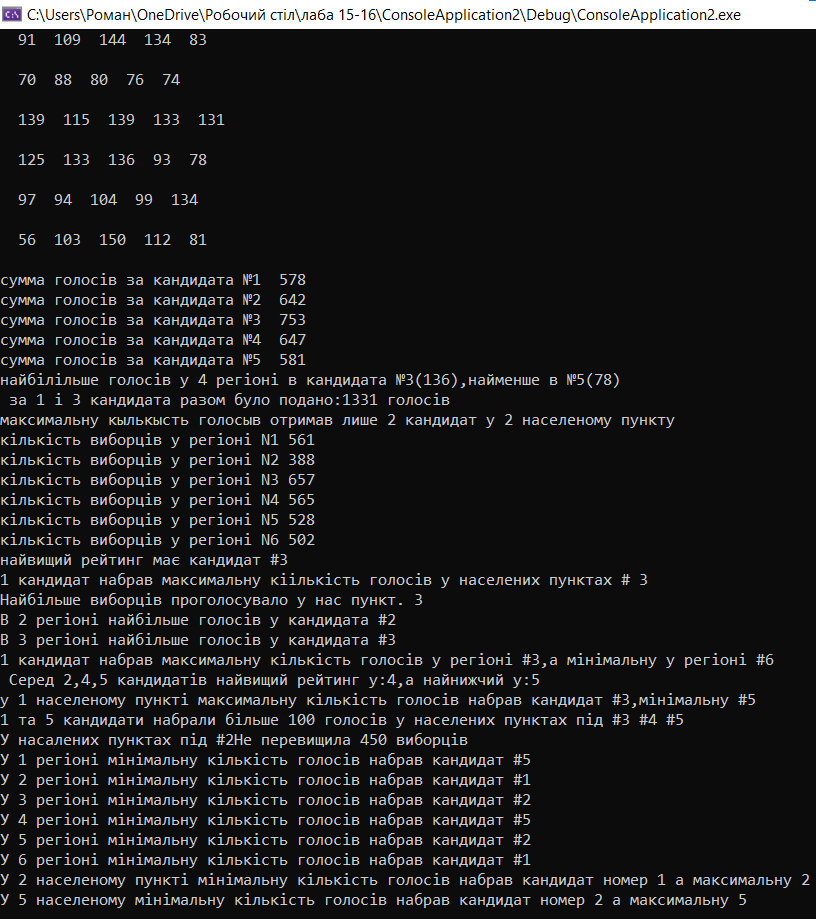 C:\Users\Роман\OneDrive\Робочий стіл\лаба 15-16\ConsoleApplication2\Debug\ConsoleApplication2.exe
91 109 144 134 83
70 88 80 76 74
139 115 139 133 131
125 133 136 93 78
97 94 104 99 134
56 103 150 112 81
сумма голосів за кандидата №1 578
сумма голосів за кандидата №2 642
сумма голосів за кандидата №3 753
сумма голосів за кандидата №4 647
сумма голосів за кандидата №5 581
найбілільше голосів у 4 регіоні в кандидата №3(136),найменше в №5(78)
за 1 і 3 кандидата разом було подано:1331 голосів
максимальну кылькысть голосыв отримав лише 2 кандидат у 2 населеному пункту
кількість виборців у регіоні N1 561
кількість виборців у регіоні N2 388
кількість виборців у регіоні N3 657
кількість виборців у регіоні N4 565
кількість виборців у регіоні N5 528
кількість виборців у регіоні N6 502
найвищий рейтинг має кандидат #3
1 кандидат набрав максимальну кіількість голосів у населених пунктах # 3
Найбільше виборців проголосувало у нас пункт. 3
В 2 регіоні найбільше голосів у кандидата #2
В 3 регіоні найбільше голосів у кандидата #3
1 кандидат набрав максимальну кількість голосів у регіоні #3,а мінімальну у регіоні #6
Серед 2,4,5 кандидатів найвищий рейтинг у:4,а найнижчий у:5
у 1 населеному пункті максимальну кількість голосів набрав кандидат #3,мінімальну #5
1 та 5 кандидати набрали більше 100 голосів у населених пунктах під #3 #4 #5
У насалених пунктах під #2Не перевищила 450 виборців
У 1 регіоні мінімальну кількість голосів набрав кандидат #5
У 2 регіоні мінімальну кількість голосів набрав кандидат #1
У 3 регіоні мінімальну кількість голосів набрав кандидат #2
У 4 регіоні мінімальну кількість голосів набрав кандидат #5
У 5 регіоні мінімальну кількість голосів набрав кандидат #2
У 6 регіоні мінімальну кількість голосів набрав кандидат #1
У 2 населеному пункті мінімальну кількість голосів набрав кандидат номер 1 а максимальну 2
У 5 населеному мінімальну кількість голосів набрав кандидат номер 2 а максимальну 5